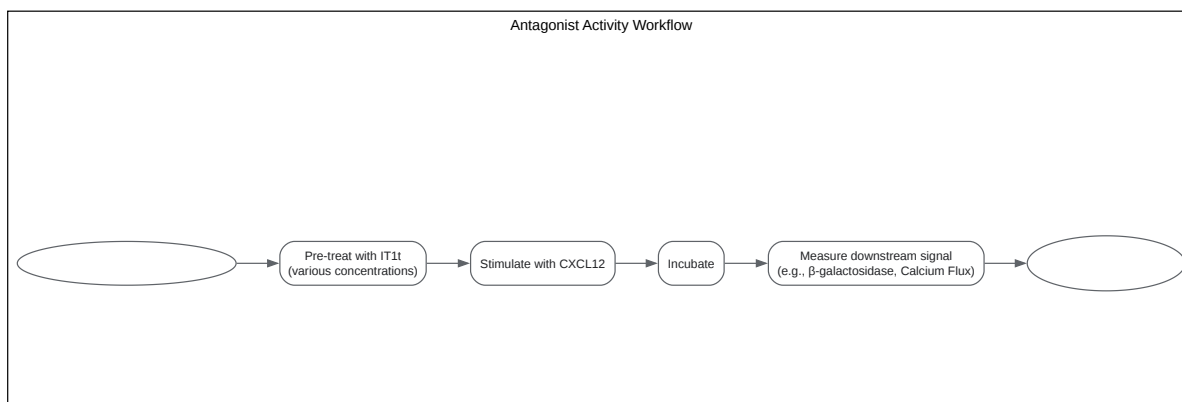 Antagonist Activity Workflow
Pre-treat with IT1t
(various concentrations)
Stimulate with CXCL12
Incubate
Measure downstream signal
(e.g., β-galactosidase, Calcium Flux)